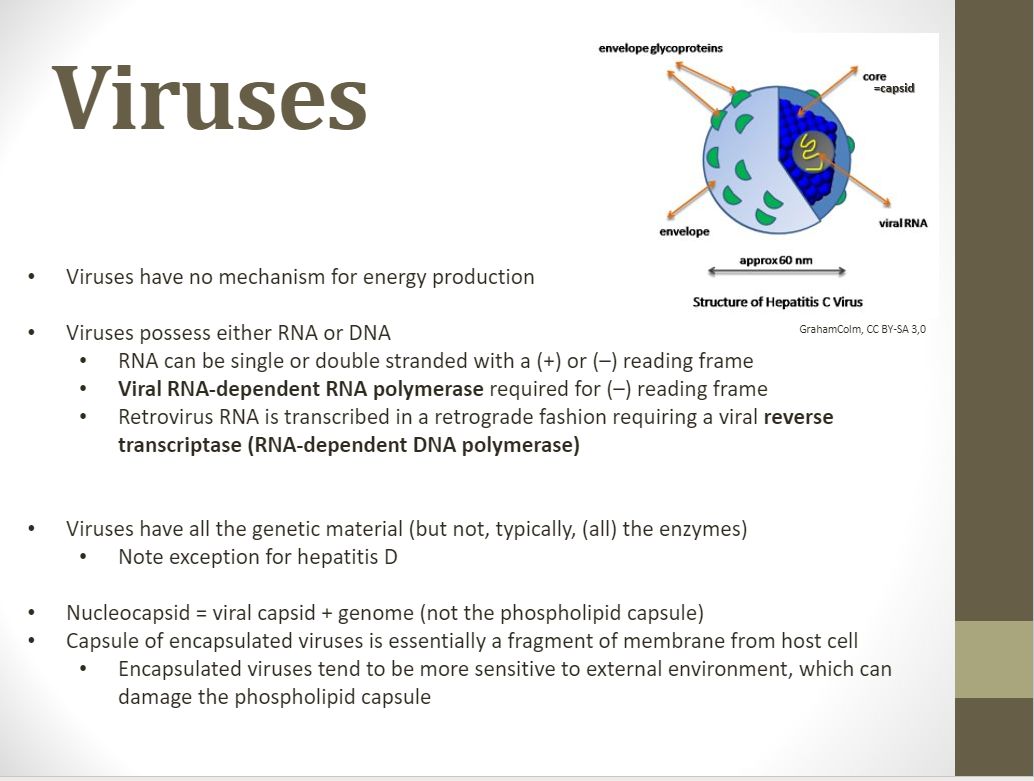 Viruses
envelope glycoproteins
core
=capsid
viral RNA
envelope
approx 60 nm
Structure of Hepatitis C Virus
GrahamColm, CC BY-SA 3,0
• Viruses have no mechanism for energy production
• Viruses possess either RNA or DNA
• RNA can be single or double stranded with a (+) or (–) reading frame
• Viral RNA-dependent RNA polymerase required for (–) reading frame
• Retrovirus RNA is transcribed in a retrograde fashion requiring a viral reverse
transcriptase (RNA-dependent DNA polymerase)
• Viruses have all the genetic material (but not, typically, (all) the enzymes)
• Note exception for hepatitis D
• Nucleocapsid = viral capsid + genome (not the phospholipid capsule)
• Capsule of encapsulated viruses is essentially a fragment of membrane from host cell
• Encapsulated viruses tend to be more sensitive to external environment, which can
damage the phospholipid capsule